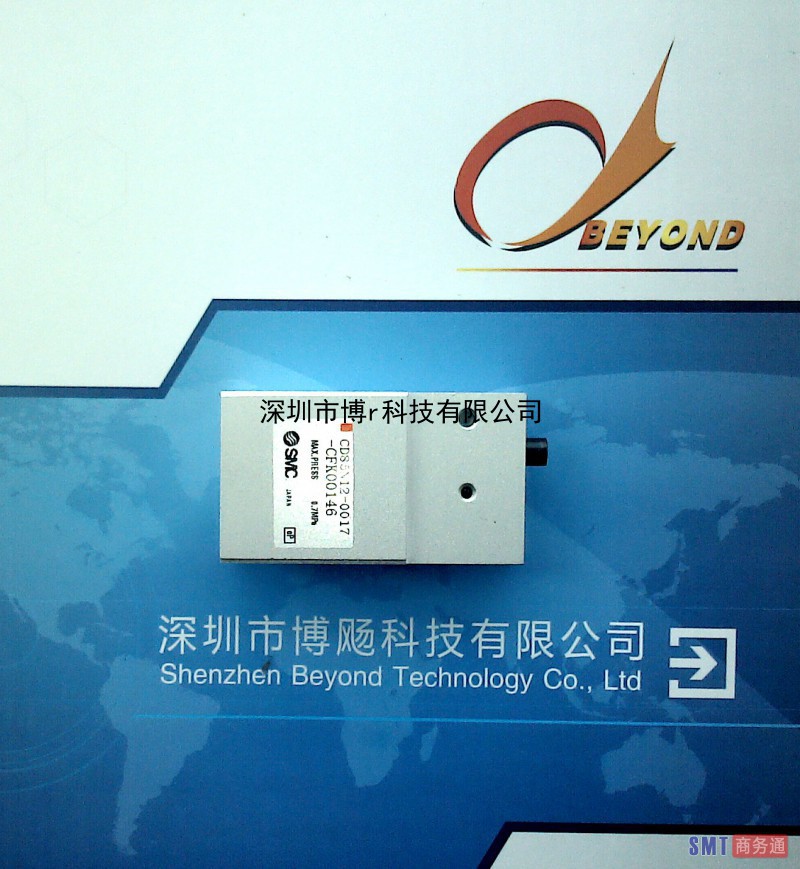 BEYOND
深圳市博r科技有限公司
CDS5N12-0017
-CFK00146
SMC
MAX.PRESS 0.7MPa
JAPAN
深圳市博飏科技有限公司
Shenzhen Beyond Technology Co., Ltd
SMT商务通